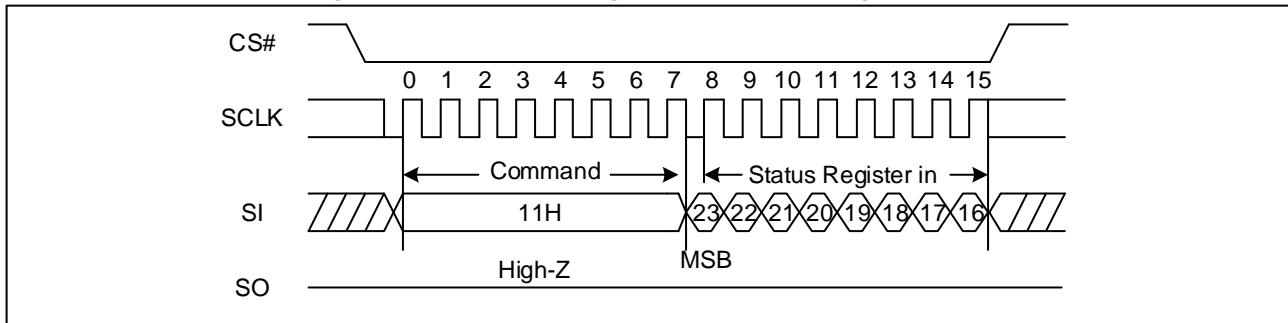 CS#
0 1 2 3 4 5 6 7 8 9 10 11 12 13 14 15
SCLK
Command Status Register in
SI 11H 23 22 21 20 19 18 17 16
High-Z MSB
SO